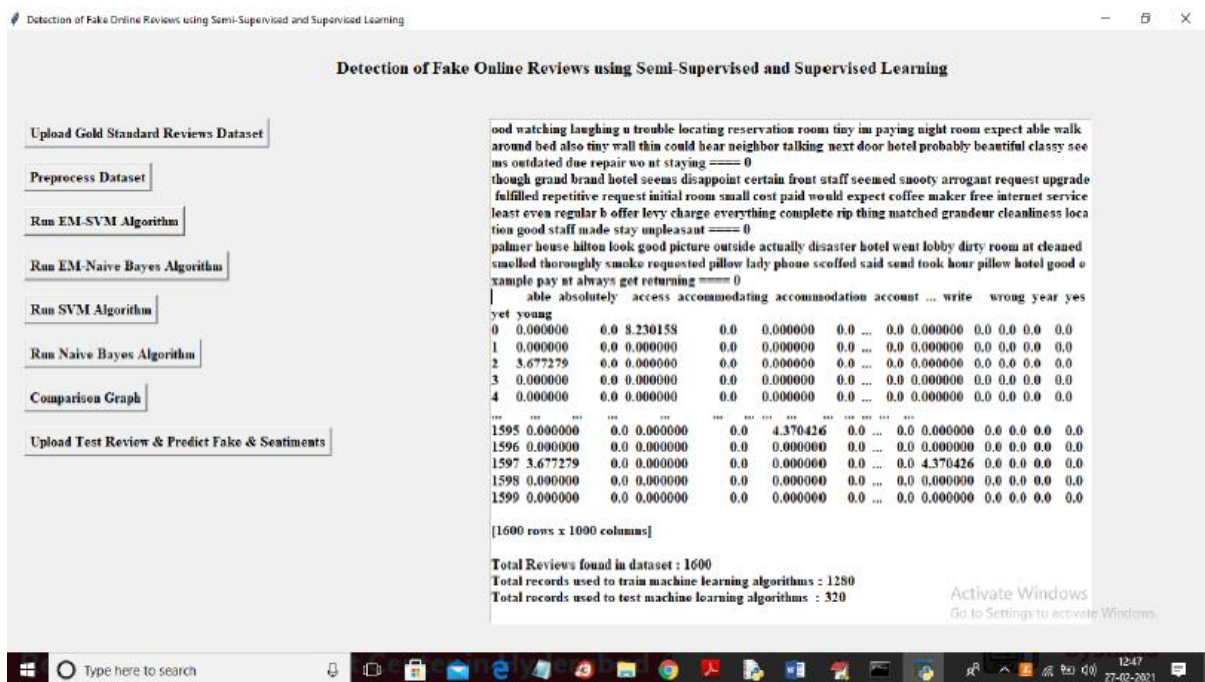 Detection of Fake Online Reviews using Semi-Supervised and Supervised Learning
Detection of Fake Online Reviews using Semi-Supervised and Supervised Learning
Upload Gold Standard Reviews Dataset
Preprocess Dataset
Run EM-SVM Algorithm
Run EM-Naive Bayes Algorithm
Run SVM Algorithm
Run Naive Bayes Algorithm
Comparison Graph
Upload Test Review & Predict Fake & Sentiments
ood watching laughing u trouble locating reservation room tiny im paying night room expect able walk
around bed also tiny wall thin could hear neighbor talking next door hotel probably beautiful classy see
ms outdated due repair wo nt staying ==== 0
though grand brand hotel seems disappoint certain front staff seemed snooty arrogant request upgrade
fulfilled repetitive request initial room small cost paid would expect coffee maker free internet service
least even regular b offer levy charge everything complete rip thing matched grandeur cleanliness loca
tion good staff made stay unpleasant ==== 0
palmer house hilton look good picture outside actually disaster hotel went lobby dirty room nt cleaned
smelled thoroughly smoke requested pillow lady phone scoffed said send took hour pillow hotel good e
xample pay nt always get returning ==== 0
able absolutely access accommodating accommodation account ... write wrong year yes
yet young
0 0.000000 0.0 8.230158 0.0 0.000000 0.0 ... 0.0 0.000000 0.0 0.0 0.0 0.0
1 0.000000 0.0 0.000000 0.0 0.000000 0.0 ... 0.0 0.000000 0.0 0.0 0.0 0.0
2 3.677279 0.0 0.000000 0.0 0.000000 0.0 ... 0.0 0.000000 0.0 0.0 0.0 0.0
3 0.000000 0.0 0.000000 0.0 0.000000 0.0 ... 0.0 0.000000 0.0 0.0 0.0 0.0
4 0.000000 0.0 0.000000 0.0 0.000000 0.0 ... 0.0 0.000000 0.0 0.0 0.0 0.0
... ... ... ... ... ... ... ... ... ... ... ... ...
1595 0.000000 0.0 0.000000 0.0 4.370426 0.0 ... 0.0 0.000000 0.0 0.0 0.0 0.0
1596 0.000000 0.0 0.000000 0.0 0.000000 0.0 ... 0.0 0.000000 0.0 0.0 0.0 0.0
1597 3.677279 0.0 0.000000 0.0 0.000000 0.0 ... 0.0 4.370426 0.0 0.0 0.0 0.0
1598 0.000000 0.0 0.000000 0.0 0.000000 0.0 ... 0.0 0.000000 0.0 0.0 0.0 0.0
1599 0.000000 0.0 0.000000 0.0 0.000000 0.0 ... 0.0 0.000000 0.0 0.0 0.0 0.0
[1600 rows x 1000 columns]
Total Reviews found in dataset : 1600
Total records used to train machine learning algorithms : 1280
Total records used to test machine learning algorithms : 320
Activate Windows
Go to Settings to activate Windows.
Type here to search
12:47
27-02-2021